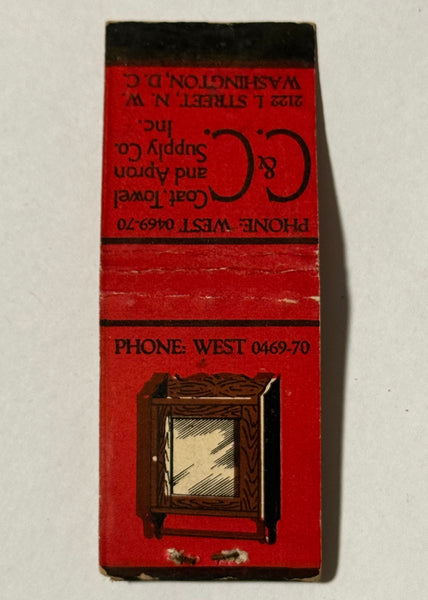 PHONE: WEST 0469-70
C. & C.
Coat, Towel
and Apron
Supply Co.
Inc.
2122 L STREET, N. W.
WASHINGTON, D. C.
PHONE: WEST 0469-70